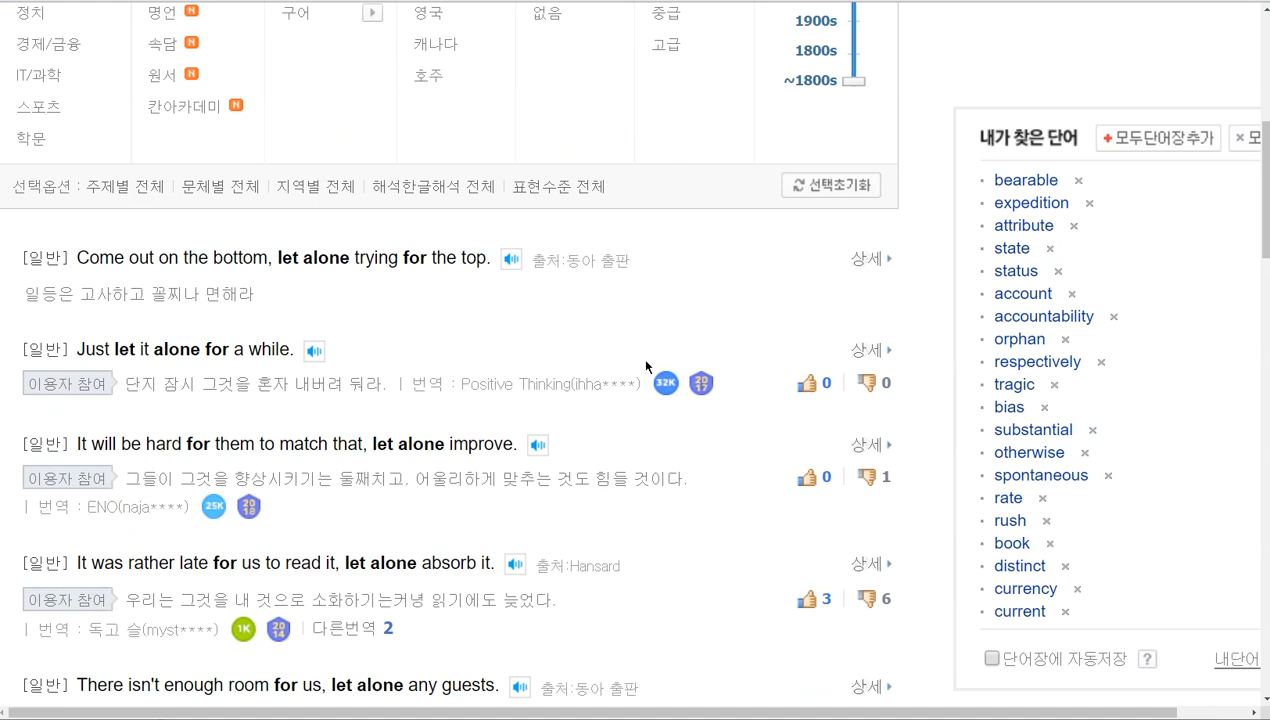 정치 명언 N 구어 영국 없음 중급 1900s
경제/금융 속담 N 캐나다 고급 1800s
IT/과학 원서 N 호주 ~1800s
스포츠 칸아카데미 N
학문
선택옵션 : 주제별 전체 | 문체별 전체 | 지역별 전체 | 해석한글해석 전체 | 표현수준 전체 선택초기화
[일반] Come out on the bottom, let alone trying for the top. 출처:동아 출판 상세
일등은 고사하고 꼴찌나 면해라
[일반] Just let it alone for a while. 상세
이용자 참여 단지 잠시 그것을 혼자 내버려 둬라. | 번역 : Positive Thinking(ihha****) 32K 2017 0 | 0
[일반] It will be hard for them to match that, let alone improve. 상세
이용자 참여 그들이 그것을 향상시키기는 둘째치고, 어울리하게 맞추는 것도 힘들 것이다. 0 | 1
| 번역 : ENO(naja****) 25K 2018
[일반] It was rather late for us to read it, let alone absorb it. 출처:Hansard 상세
이용자 참여 우리는 그것을 내 것으로 소화하기는커녕 읽기에도 늦었다. 3 | 6
| 번역 : 독고 슬(myst****) 1K 2014 | 다른번역 2
[일반] There isn't enough room for us, let alone any guests. 출처:동아 출판 상세
내가 찾은 단어 +모두단어장추가 × 모
· bearable ×
· expedition ×
· attribute ×
· state ×
· status ×
· account ×
· accountability ×
· orphan ×
· respectively ×
· tragic ×
· bias ×
· substantial ×
· otherwise ×
· spontaneous ×
· rate ×
· rush ×
· book ×
· distinct ×
· currency ×
· current ×
단어장에 자동저장 ? 내단어